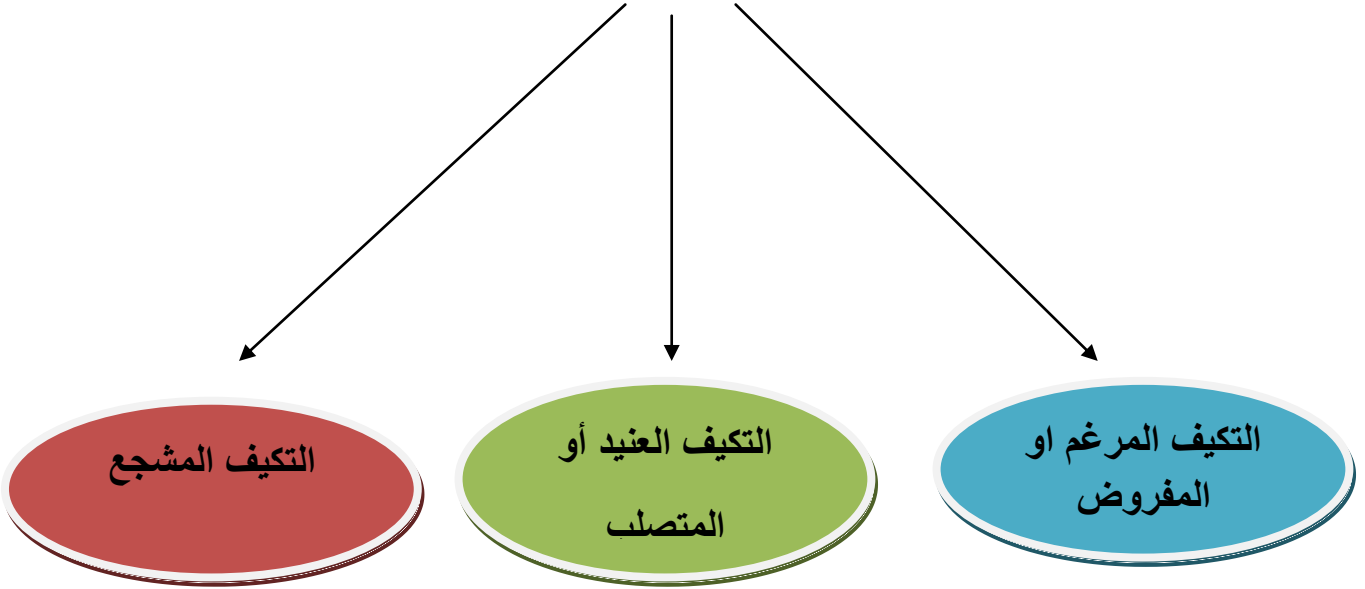 التكيف المرغم او
المفروض
التكيف العنيد أو
المتصلب
التكيف المشجع